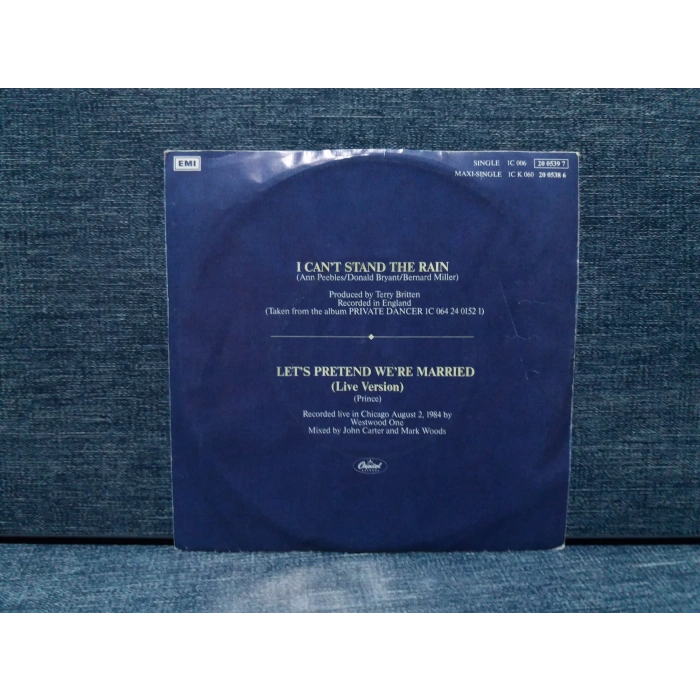 EMI
SINGLE 1C 006 20 0539 7
MAXI-SINGLE 1C K 060 20 0538 6
I CAN'T STAND THE RAIN
(Ann Peebles/Donald Bryant/Bernard Miller)
Produced by Terry Britten
Recorded in England
(Taken from the album PRIVATE DANCER 1C 064 24 0152 1)
LET'S PRETEND WE'RE MARRIED
(Live Version)
(Prince)
Recorded live in Chicago August 2, 1984 by
Westwood One
Mixed by John Carter and Mark Woods
Capitol